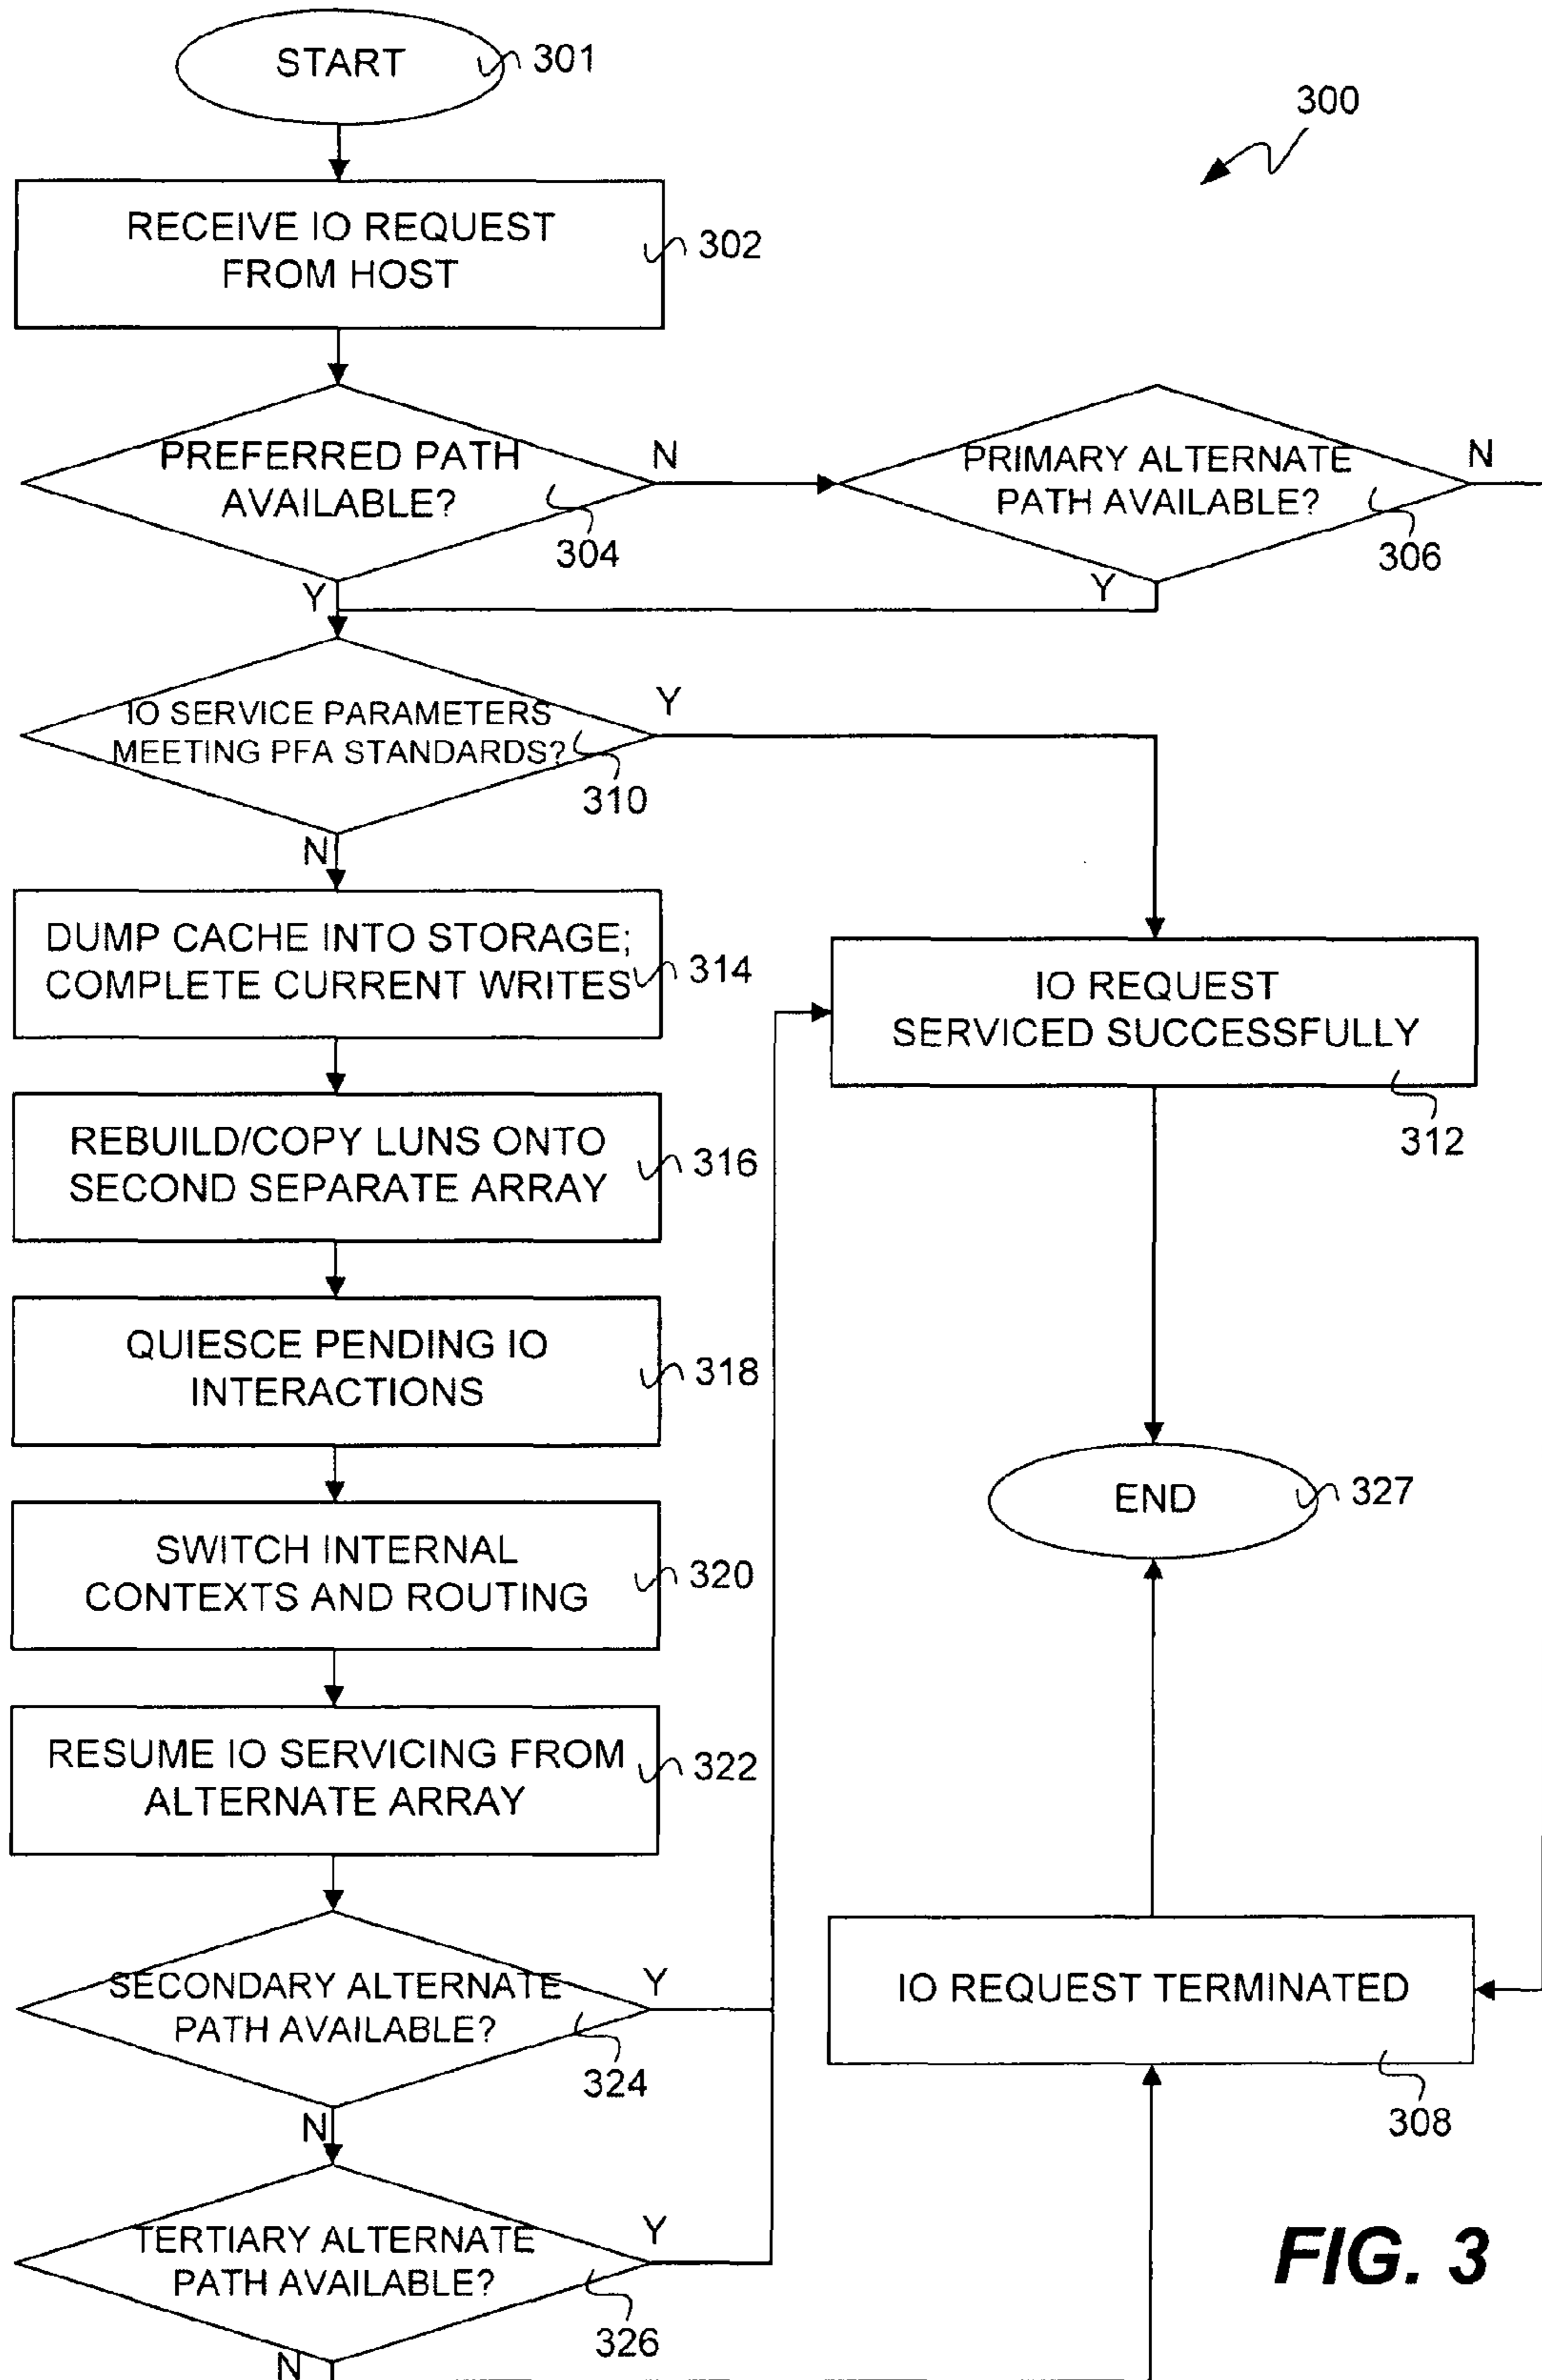 START
301
300
RECEIVE IO REQUEST
FROM HOST
302
PREFERRED PATH
AVAILABLE?
304
N
PRIMARY ALTERNATE
PATH AVAILABLE?
306
N
Y
Y
IO SERVICE PARAMETERS
MEETING PFA STANDARDS?
310
Y
N
DUMP CACHE INTO STORAGE;
COMPLETE CURRENT WRITES
314
IO REQUEST
SERVICED SUCCESSFULLY
312
REBUILD/COPY LUNS ONTO
SECOND SEPARATE ARRAY
316
QUIESCE PENDING IO
INTERACTIONS
318
END
327
SWITCH INTERNAL
CONTEXTS AND ROUTING
320
RESUME IO SERVICING FROM
ALTERNATE ARRAY
322
SECONDARY ALTERNATE
PATH AVAILABLE?
324
Y
N
IO REQUEST TERMINATED
308
TERTIARY ALTERNATE
PATH AVAILABLE?
326
Y
N
FIG. 3